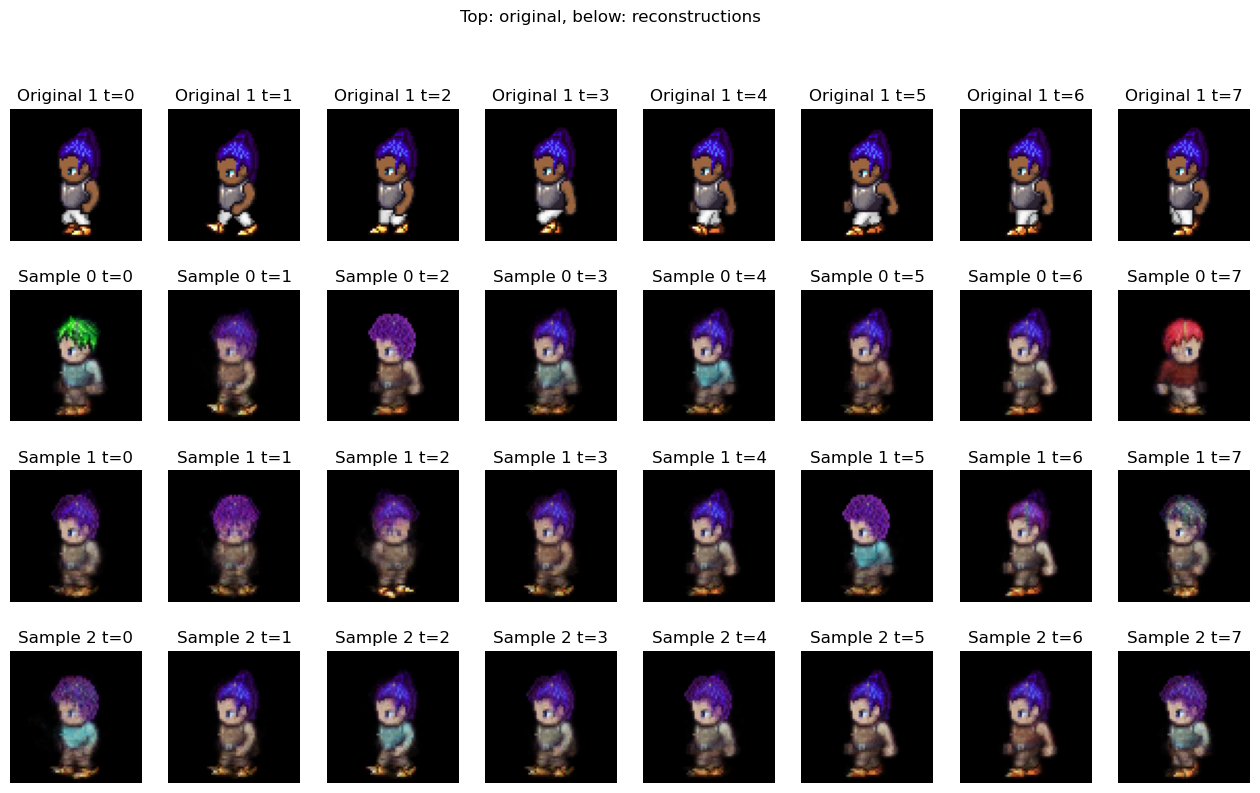 Top: original, below: reconstructions
Original 1 t=0 Original 1 t=1 Original 1 t=2 Original 1 t=3 Original 1 t=4 Original 1 t=5 Original 1 t=6 Original 1 t=7
Sample 0 t=0 Sample 0 t=1 Sample 0 t=2 Sample 0 t=3 Sample 0 t=4 Sample 0 t=5 Sample 0 t=6 Sample 0 t=7
Sample 1 t=0 Sample 1 t=1 Sample 1 t=2 Sample 1 t=3 Sample 1 t=4 Sample 1 t=5 Sample 1 t=6 Sample 1 t=7
Sample 2 t=0 Sample 2 t=1 Sample 2 t=2 Sample 2 t=3 Sample 2 t=4 Sample 2 t=5 Sample 2 t=6 Sample 2 t=7